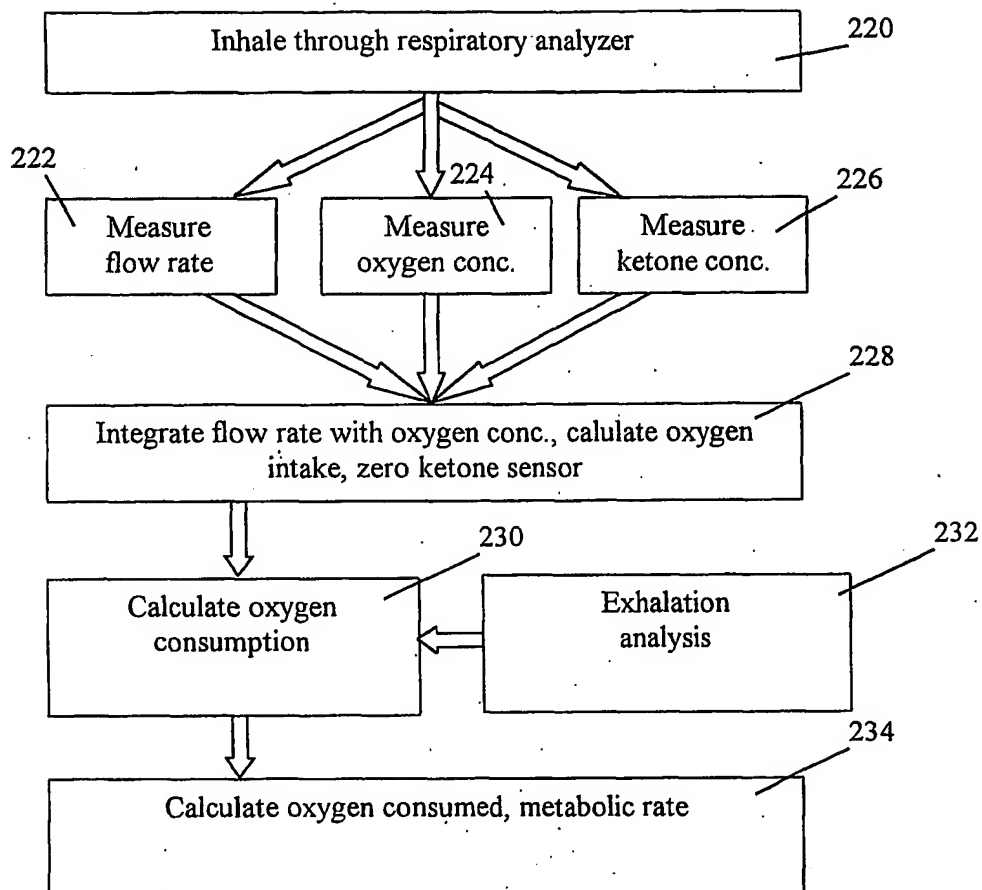 Inhale through respiratory analyzer
220
222
224
226
Measure
flow rate
Measure
oxygen conc.
Measure
ketone conc.
228
Integrate flow rate with oxygen conc., calulate oxygen
intake, zero ketone sensor
230
232
Calculate oxygen
consumption
Exhalation
analysis
234
Calculate oxygen consumed, metabolic rate